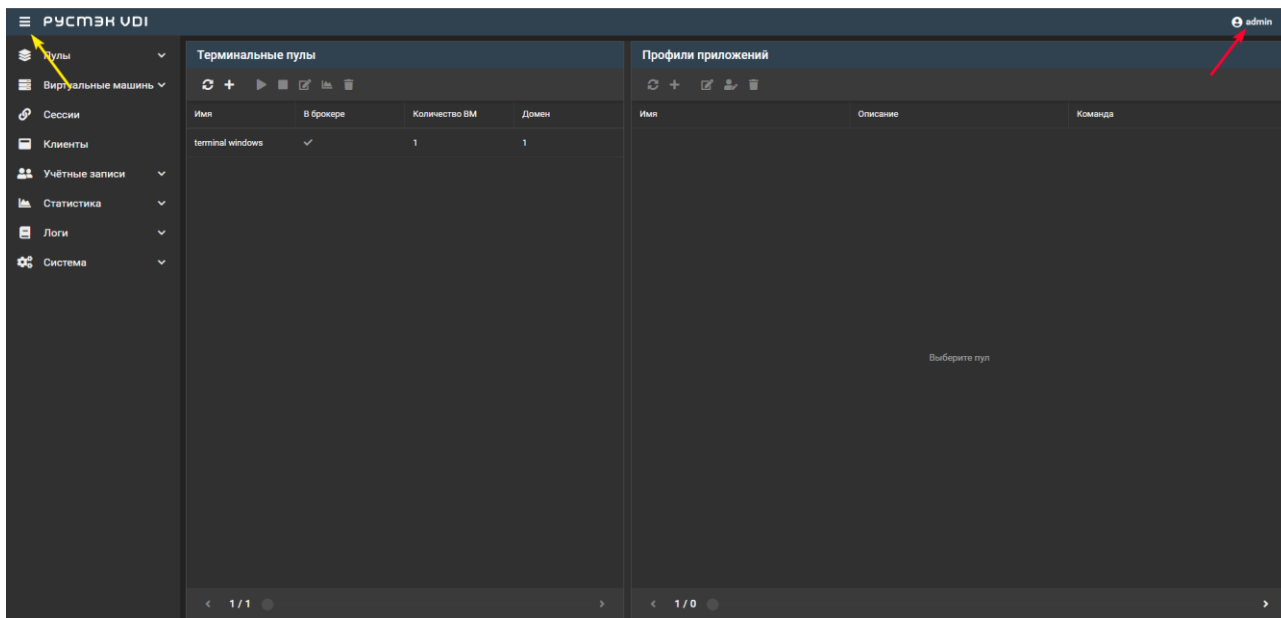 РУСТЭК VDI
admin
Пулы
Виртуальные машинь
Сессии
Клиенты
Учётные записи
Статистика
Логи
Система
Терминальные пулы
Имя В брокере Количество ВМ Домен
terminal windows 1 1
1 / 1
Профили приложений
Имя Описание Команда
Выберите пул
1 / 0